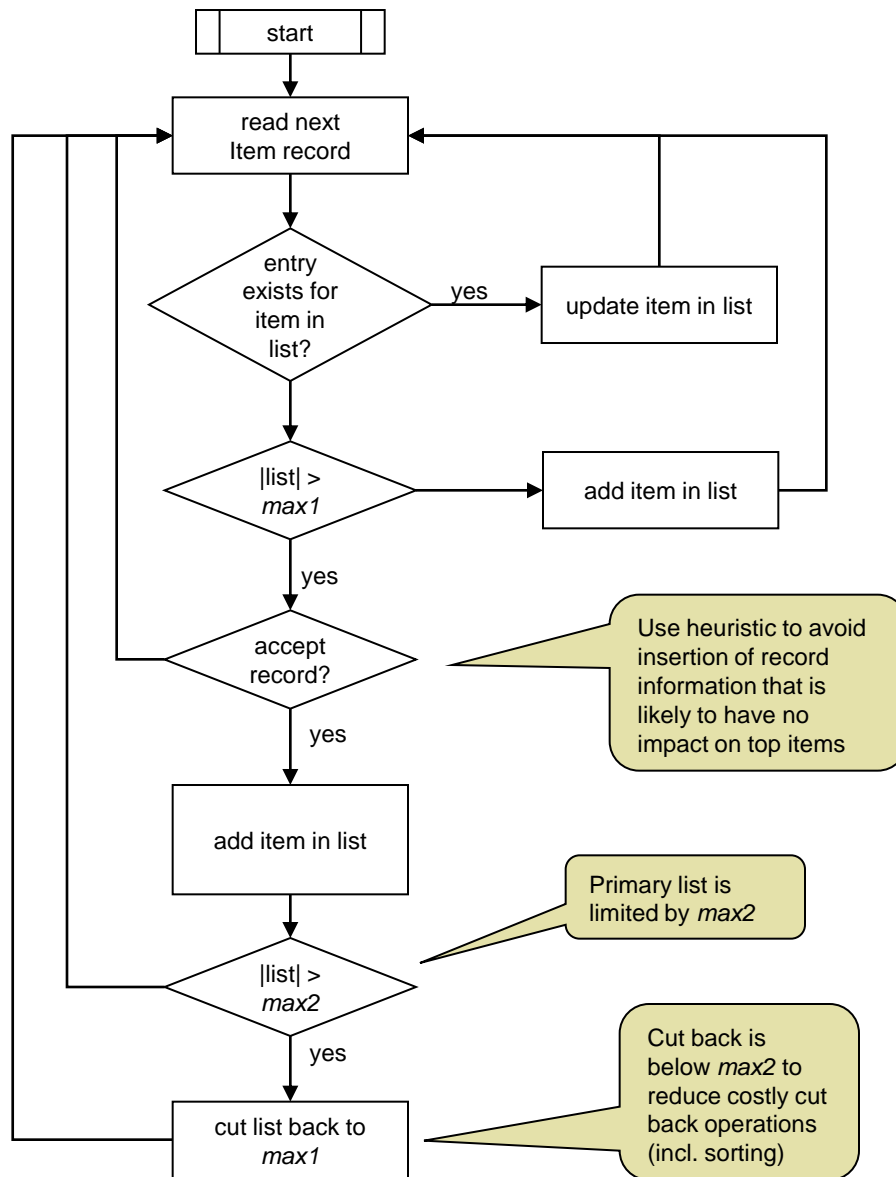 start
read next
Item record
entry
exists for
item in
list?
yes
update item in list
|list| >
max1
add item in list
yes
accept
record?
Use heuristic to avoid
insertion of record
information that is
likely to have no
impact on top items
yes
add item in list
Primary list is
limited by max2
|list| >
max2
yes
Cut back is
below max2 to
reduce costly cut
back operations
(incl. sorting)
cut list back to
max1